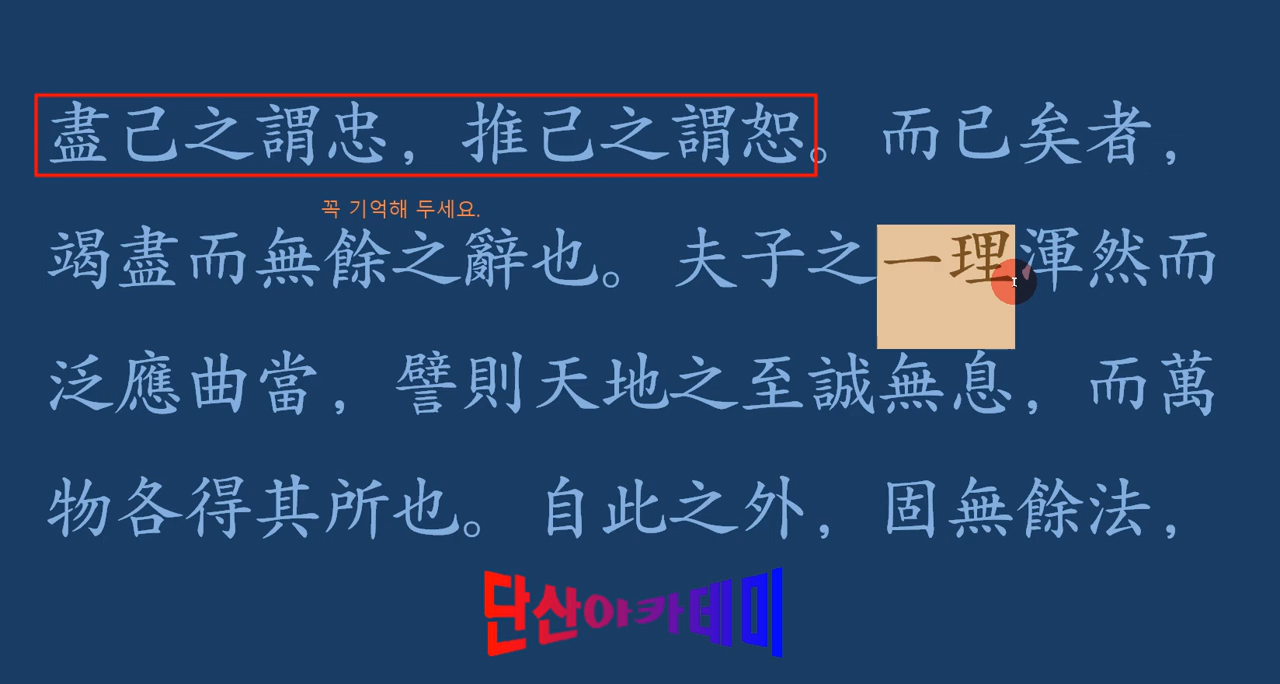 盡己之謂忠，推己之謂恕。 而已矣者，
꼭 기억해 두세요.
竭盡而無餘之辭也。 夫子之一理渾然而
泛應曲當，譬則天地之至誠無息，而萬
物各得其所也。 自此之外，固無餘法，
단산아카데미